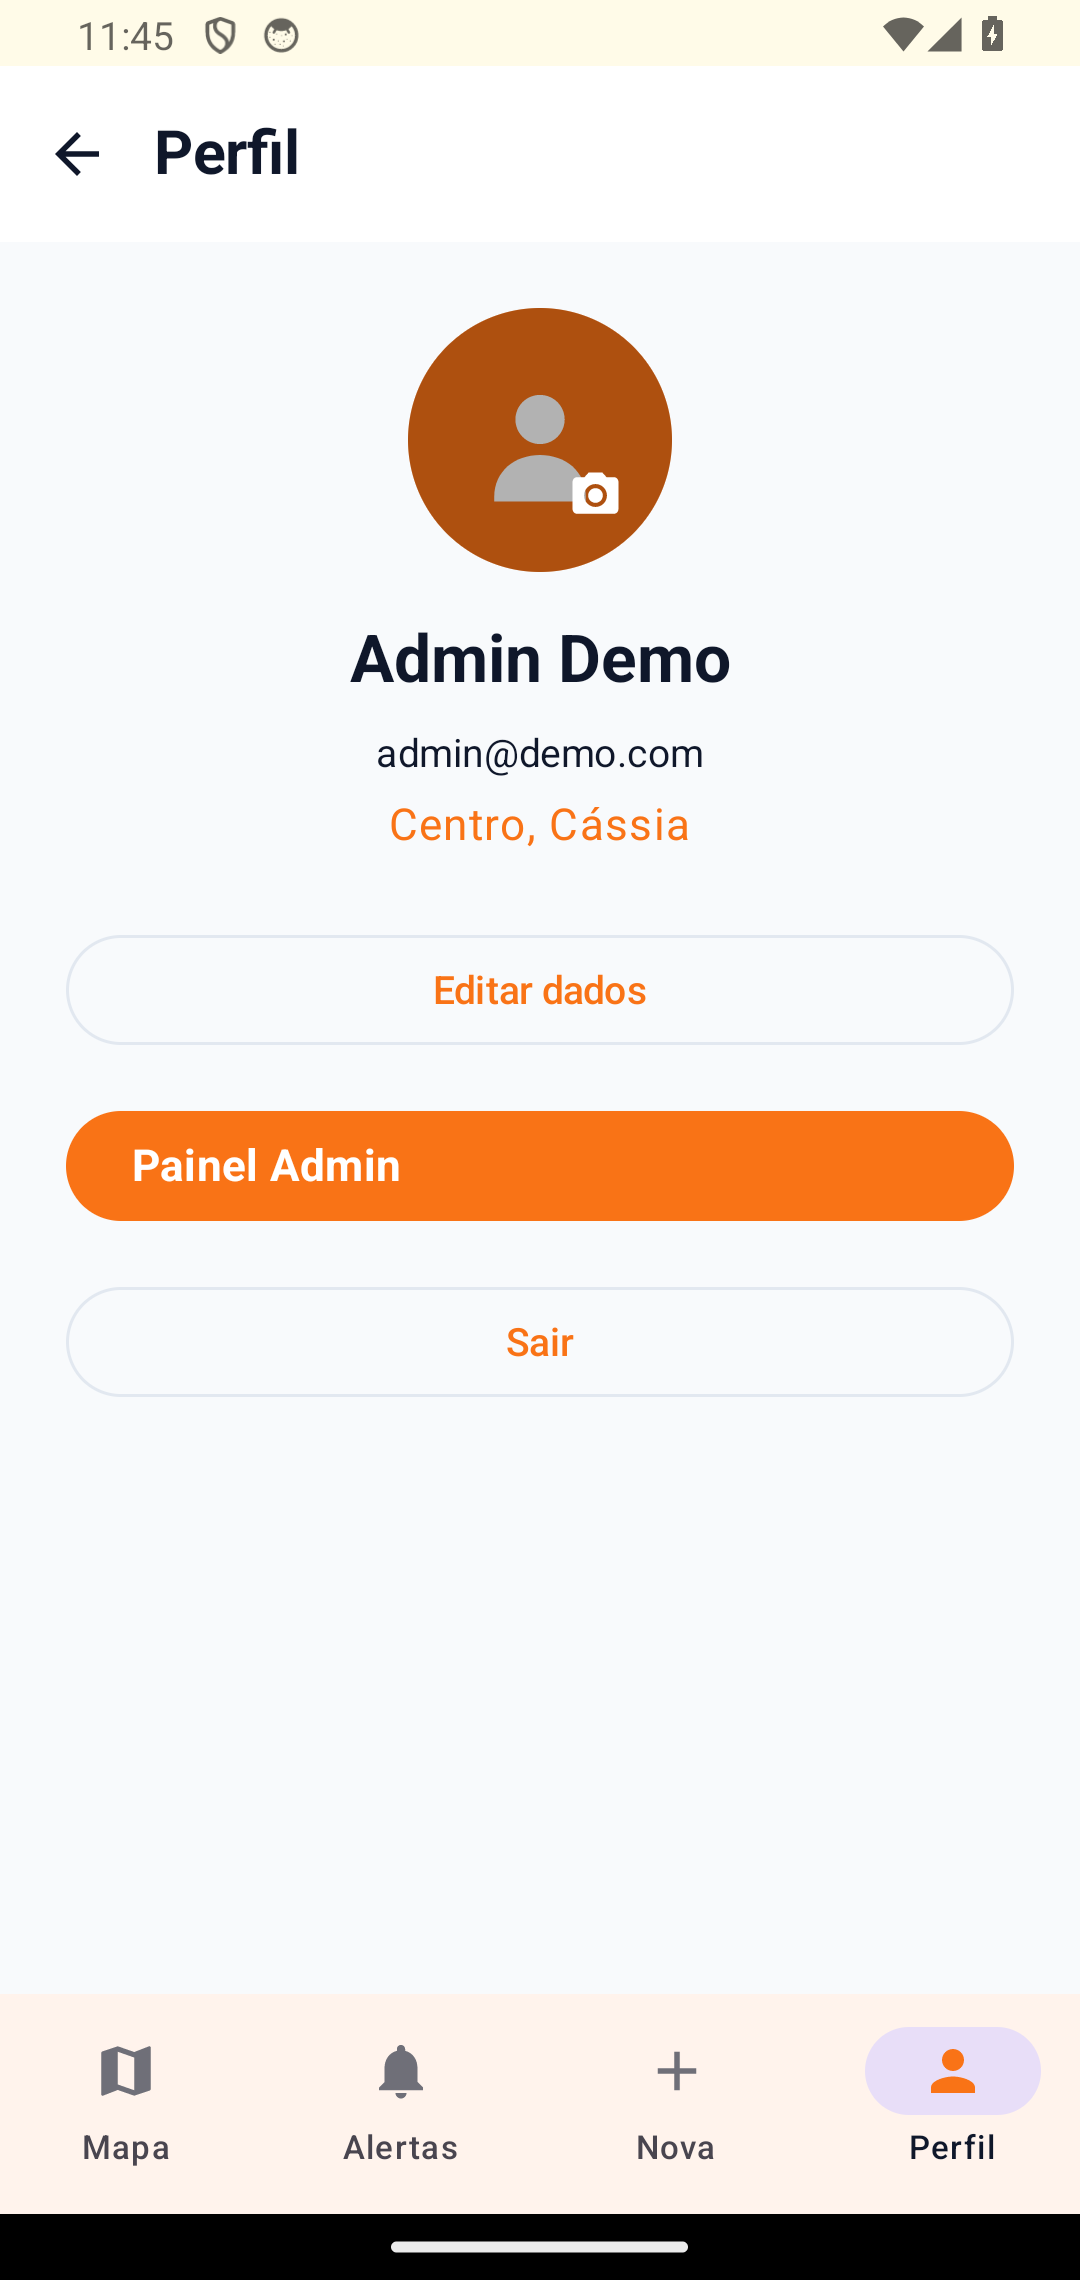 11:45
Perfil
Admin Demo
admin@demo.com
Centro, Cássia
Editar dados
Painel Admin
Sair
Mapa
Alertas
Nova
Perfil